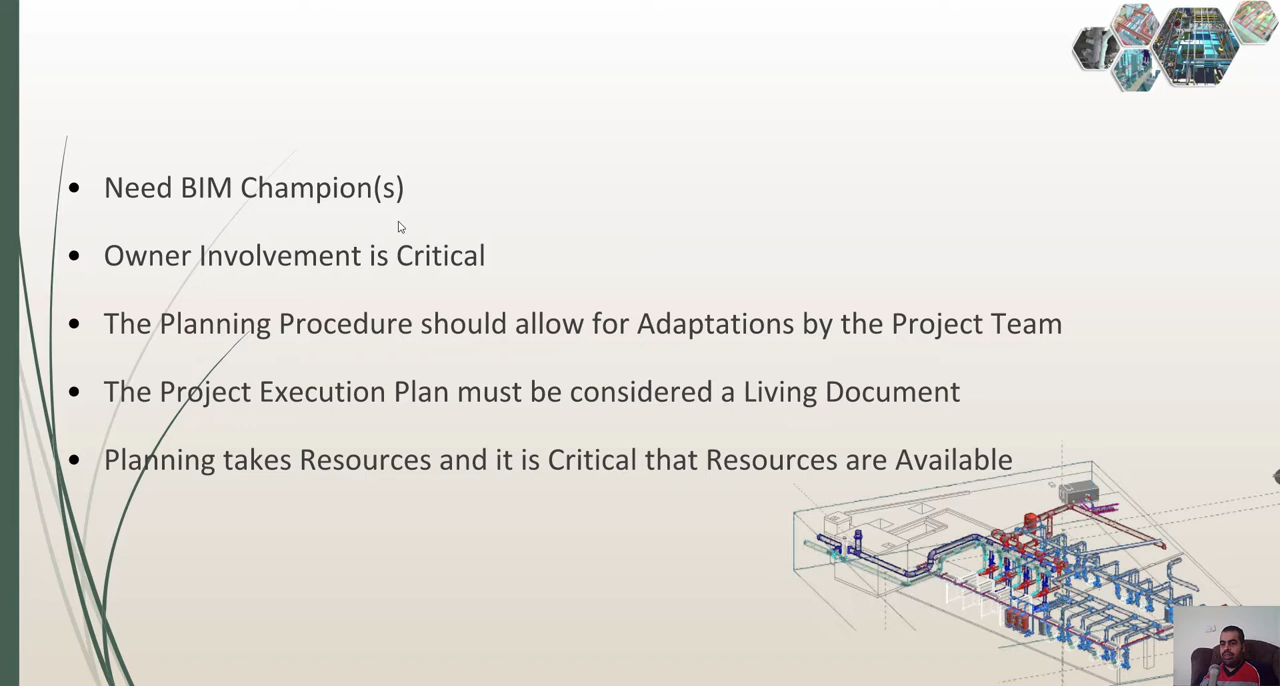 • Need BIM Champion(s)
• Owner Involvement is Critical
• The Planning Procedure should allow for Adaptations by the Project Team
• The Project Execution Plan must be considered a Living Document
• Planning takes Resources and it is Critical that Resources are Available